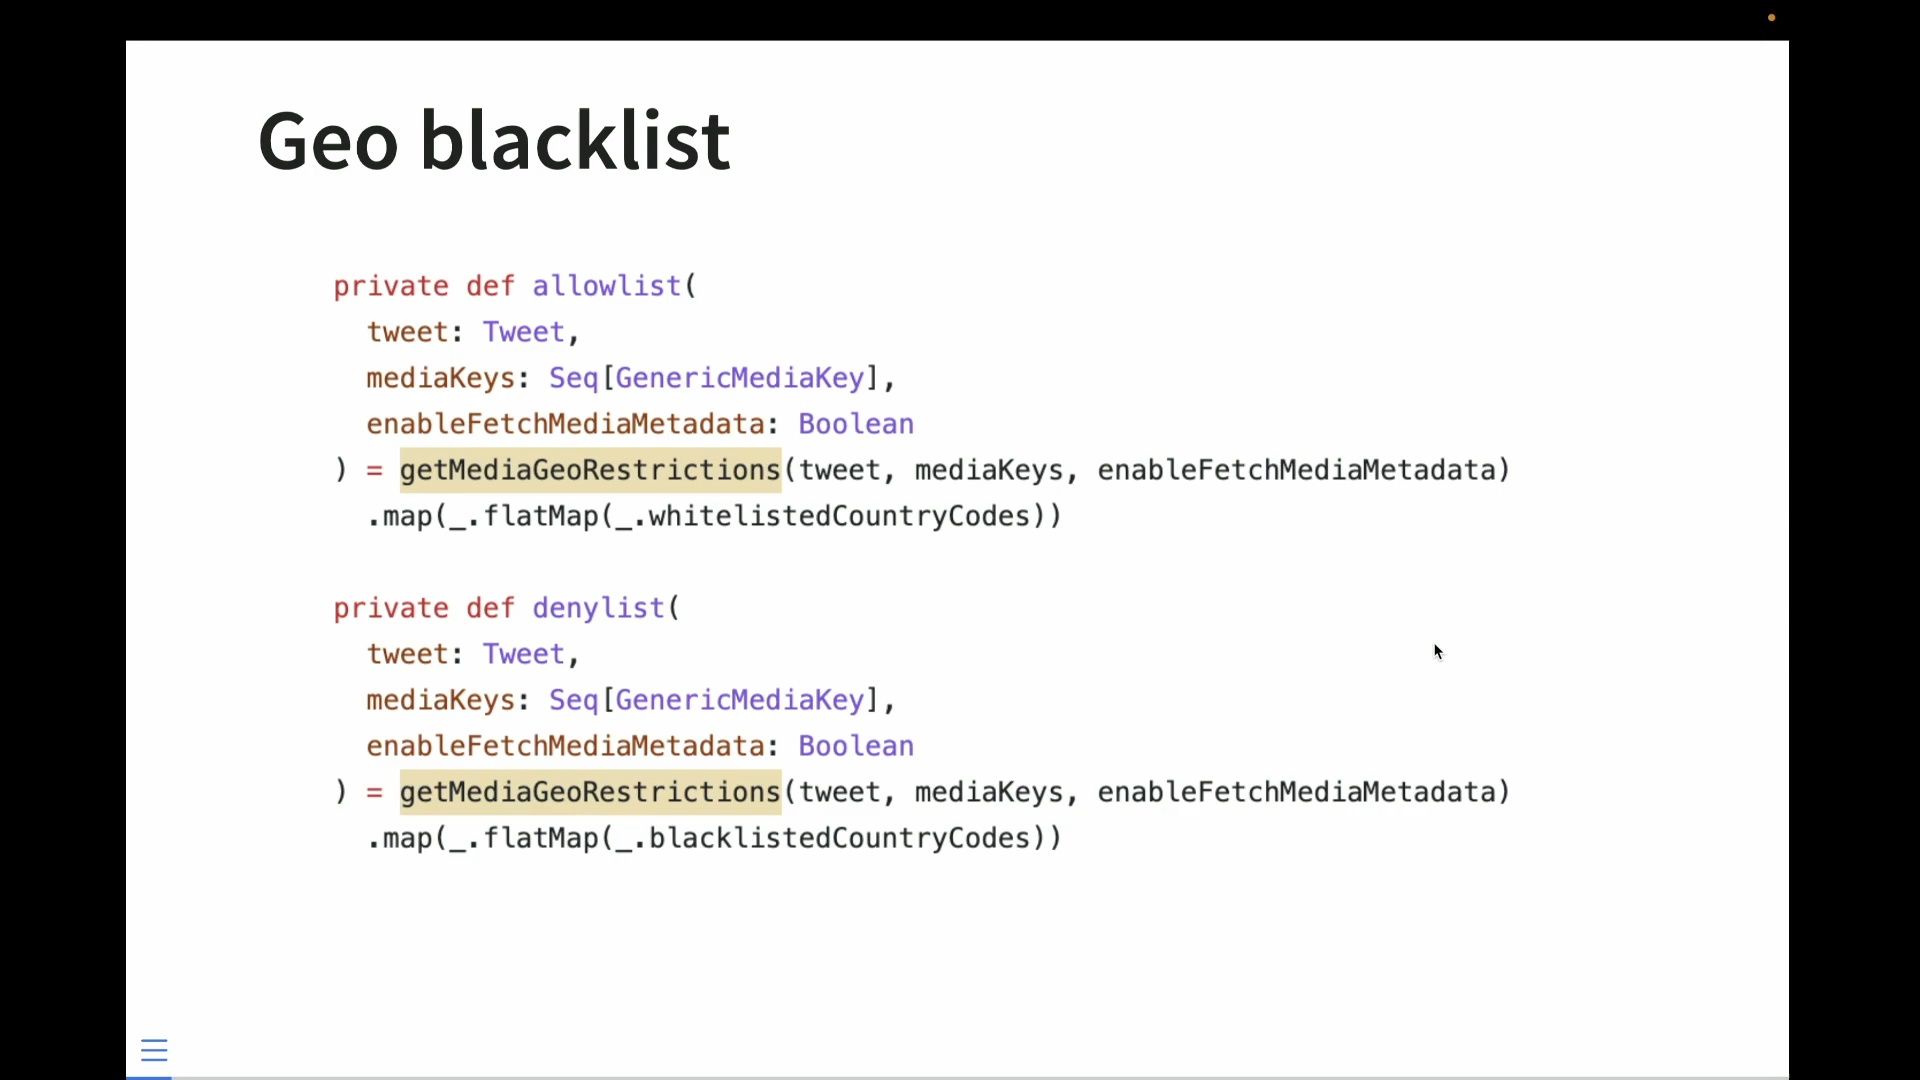 Geo blacklist
private def allowlist(
tweet: Tweet,
mediaKeys: Seq[GenericMediaKey],
enableFetchMediaMetadata: Boolean
) = getMediaGeoRestrictions(tweet, mediaKeys, enableFetchMediaMetadata)
.map(_.flatMap(_.whitelistedCountryCodes))
private def denylist(
tweet: Tweet,
mediaKeys: Seq[GenericMediaKey],
enableFetchMediaMetadata: Boolean
) = getMediaGeoRestrictions(tweet, mediaKeys, enableFetchMediaMetadata)
.map(_.flatMap(_.blacklistedCountryCodes))